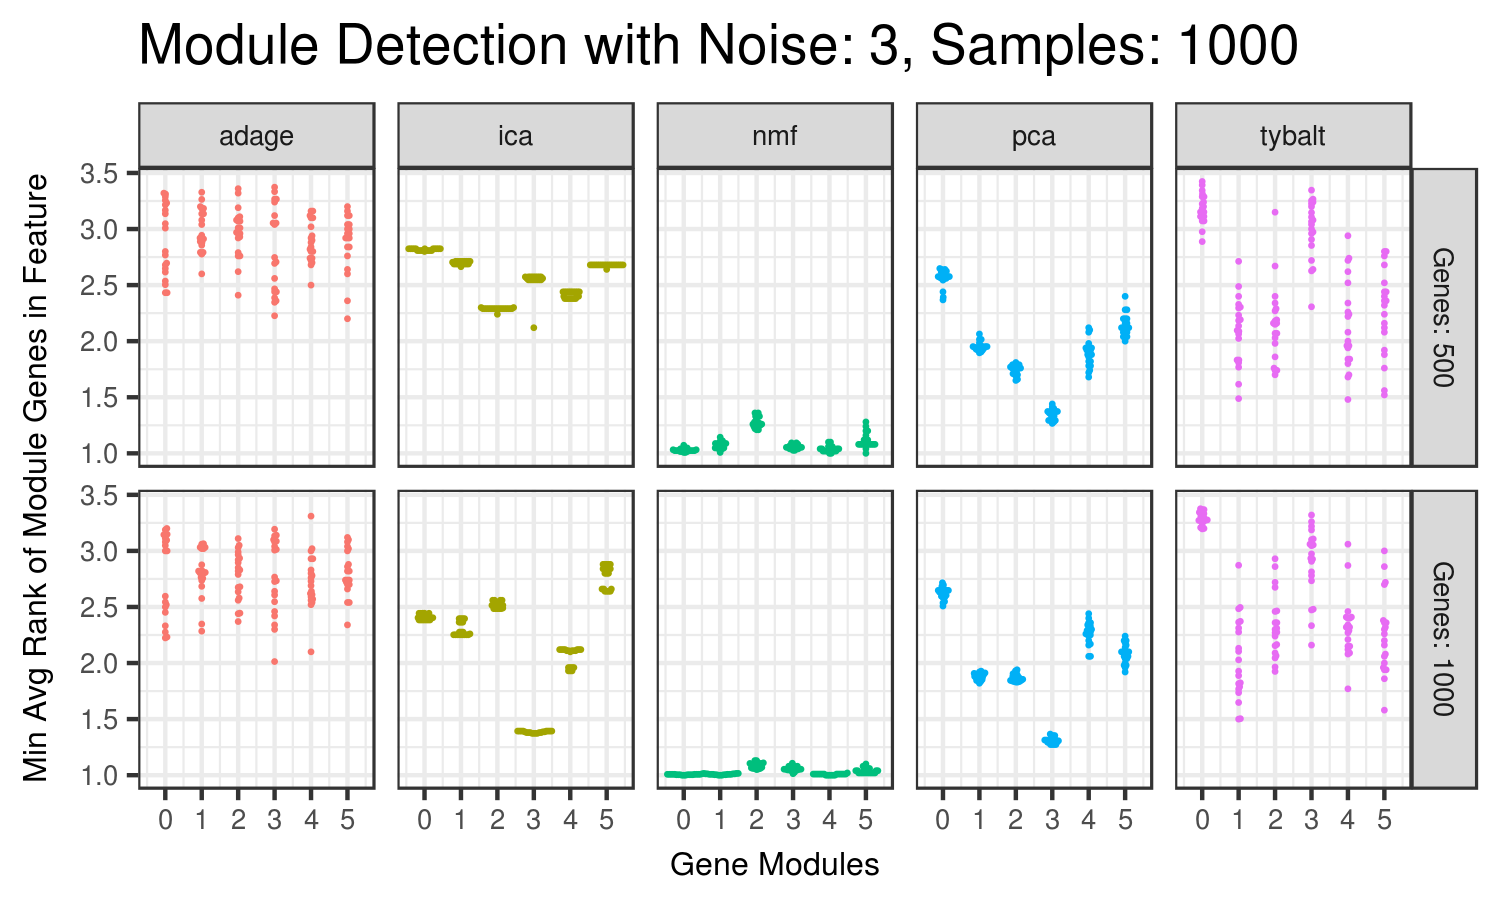 Module Detection with Noise: 3, Samples: 1000
adage ica nmf pca tybalt
Min Avg Rank of Module Genes in Feature
3.5
3.0
2.5
2.0
1.5
1.0
Genes: 500
3.5
3.0
2.5
2.0
1.5
1.0
Genes: 1000
0 1 2 3 4 5 0 1 2 3 4 5 0 1 2 3 4 5 0 1 2 3 4 5 0 1 2 3 4 5
Gene Modules